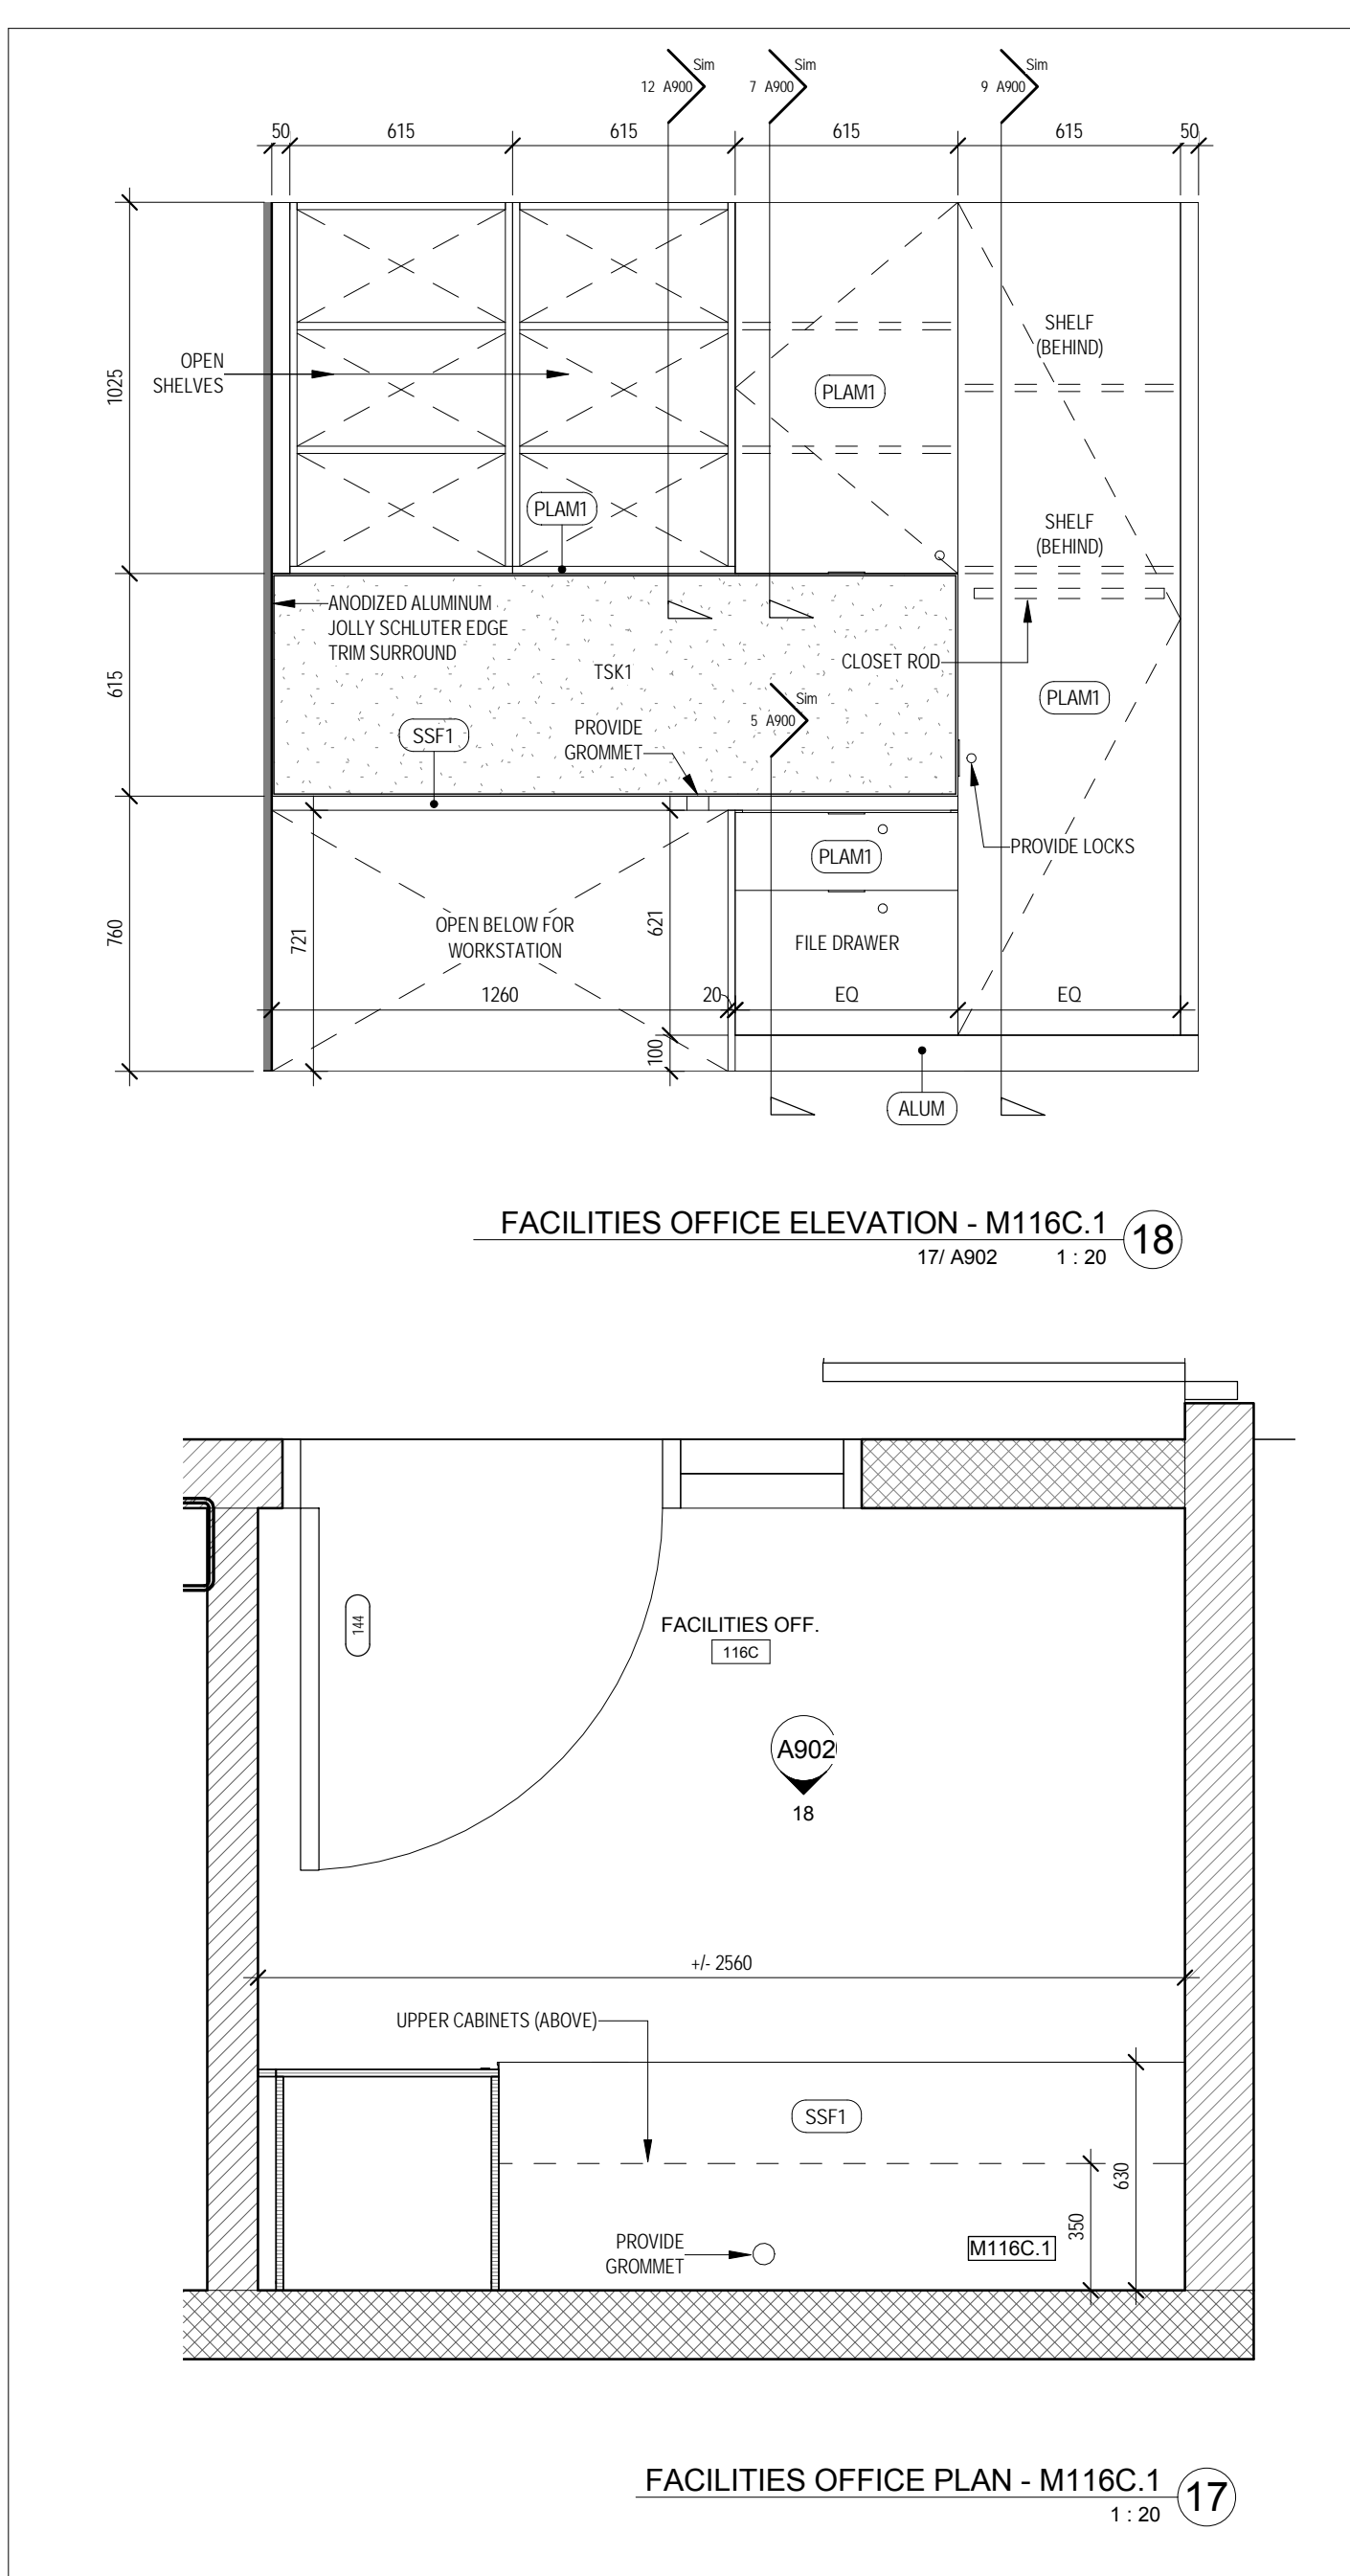 Sim
12 A900
Sim
7 A900
Sim
9 A900
50
615
615
615
615
50
1025
615
760
OPEN
SHELVES
SHELF
(BEHIND)
PLAM1
PLAM1
SHELF
(BEHIND)
ANODIZED ALUMINUM
JOLLY SCHLUTER EDGE
TRIM SURROUND
TSK1
CLOSET ROD
PLAM1
SSF1
PROVIDE
GROMMET
Sim
5 A900
PROVIDE LOCKS
PLAM1
721
OPEN BELOW FOR
WORKSTATION
621
FILE DRAWER
1260
20
EQ
EQ
100
ALUM
FACILITIES OFFICE ELEVATION - M116C.1
18
17/ A902
1 : 20
144
FACILITIES OFF.
116C
A902
18
+/- 2560
UPPER CABINETS (ABOVE)
SSF1
630
350
PROVIDE
GROMMET
M116C.1
FACILITIES OFFICE PLAN - M116C.1
17
1 : 20